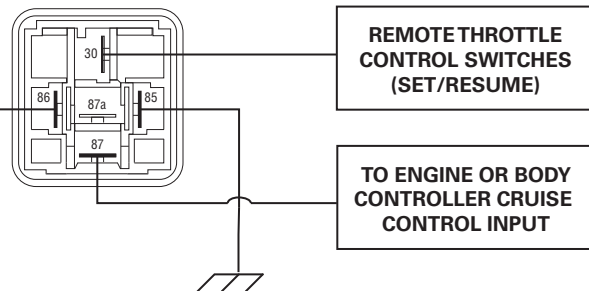 REMOTE THROTTLE
CONTROL SWITCHES
(SET/RESUME)
30
86
87a
85
87
TO ENGINE OR BODY
CONTROLLER CRUISE
CONTROL INPUT